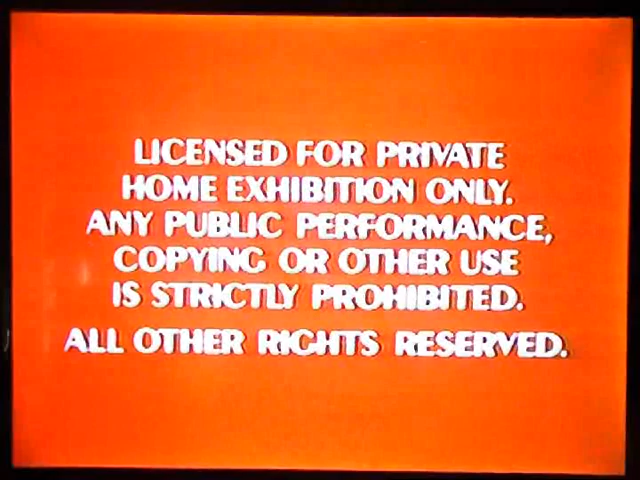 LICENSED FOR PRIVATE
HOME EXHIBITION ONLY.
ANY PUBLIC PERFORMANCE,
COPYING OR OTHER USE
IS STRICTLY PROHIBITED.
ALL OTHER RIGHTS RESERVED.